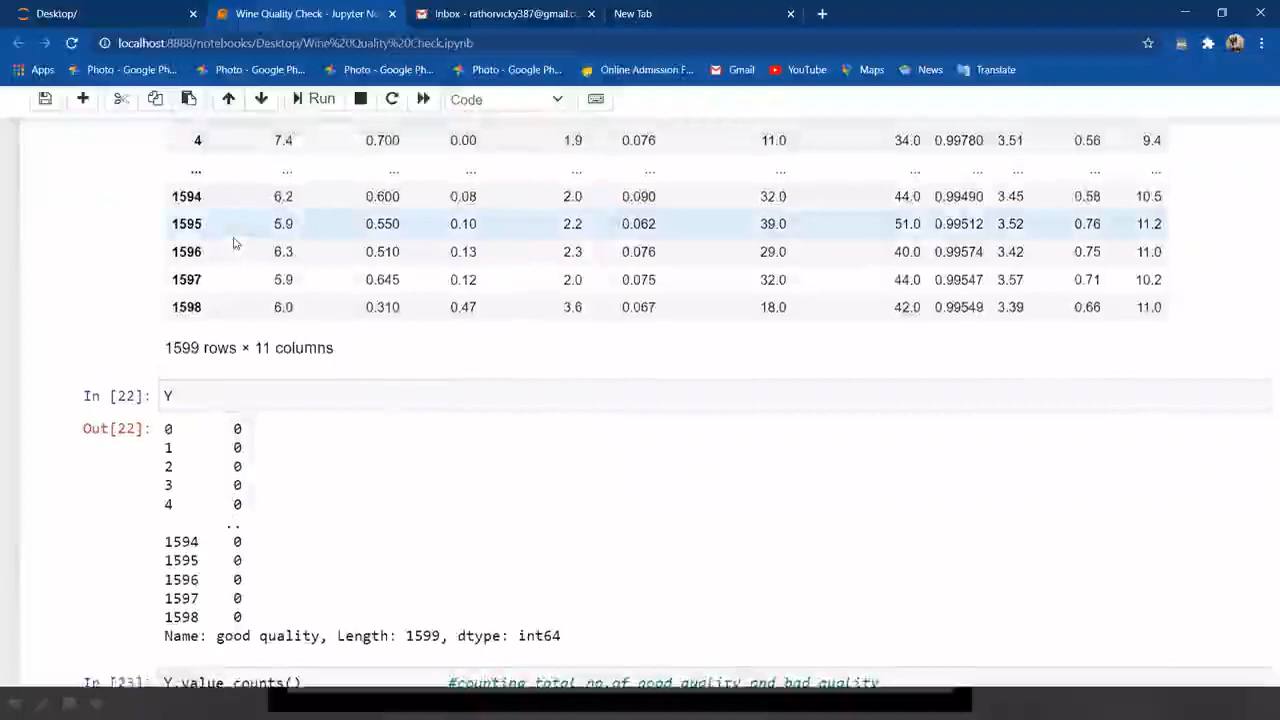 Desktop/ Wine Quality Check - Jupyter No Inbox - rathorvicky387@gmail.co New Tab
localhost:8888/notebooks/Desktop/Wine%20Quality%20Check.ipynb
Apps Photo - Google Ph... Photo - Google Ph... Photo - Google Ph... Photo - Google Ph... Online Admission F... Gmail YouTube Maps News Translate
Run Code
4 7.4 0.700 0.00 1.9 0.076 11.0 34.0 0.99780 3.51 0.56 9.4
... ... ... ... ... ... ... ... ... ... ... ...
1594 6.2 0.600 0.08 2.0 0.090 32.0 44.0 0.99490 3.45 0.58 10.5
1595 5.9 0.550 0.10 2.2 0.062 39.0 51.0 0.99512 3.52 0.76 11.2
1596 6.3 0.510 0.13 2.3 0.076 29.0 40.0 0.99574 3.42 0.75 11.0
1597 5.9 0.645 0.12 2.0 0.075 32.0 44.0 0.99547 3.57 0.71 10.2
1598 6.0 0.310 0.47 3.6 0.067 18.0 42.0 0.99549 3.39 0.66 11.0
1599 rows × 11 columns
In [22]: Y
Out[22]: 0 0
1 0
2 0
3 0
4 0
..
1594 0
1595 0
1596 0
1597 0
1598 0
Name: good quality, Length: 1599, dtype: int64
In [23]: Y.value_counts() #counting total no.of good quality and bad quality